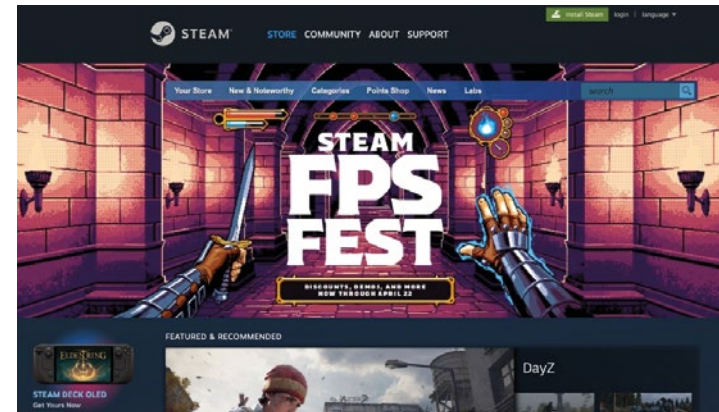 Install Steam login | language
STEAM STORE COMMUNITY ABOUT SUPPORT
Your Store New & Noteworthy Categories Points Shop News Labs search
STEAM
FPS
FEST
DISCOUNTS, DEMOS, AND MORE
NOW THROUGH APRIL 22
FEATURED & RECOMMENDED
ELDEN RING
DayZ
STEAM DECK OLED
Get Yours Now